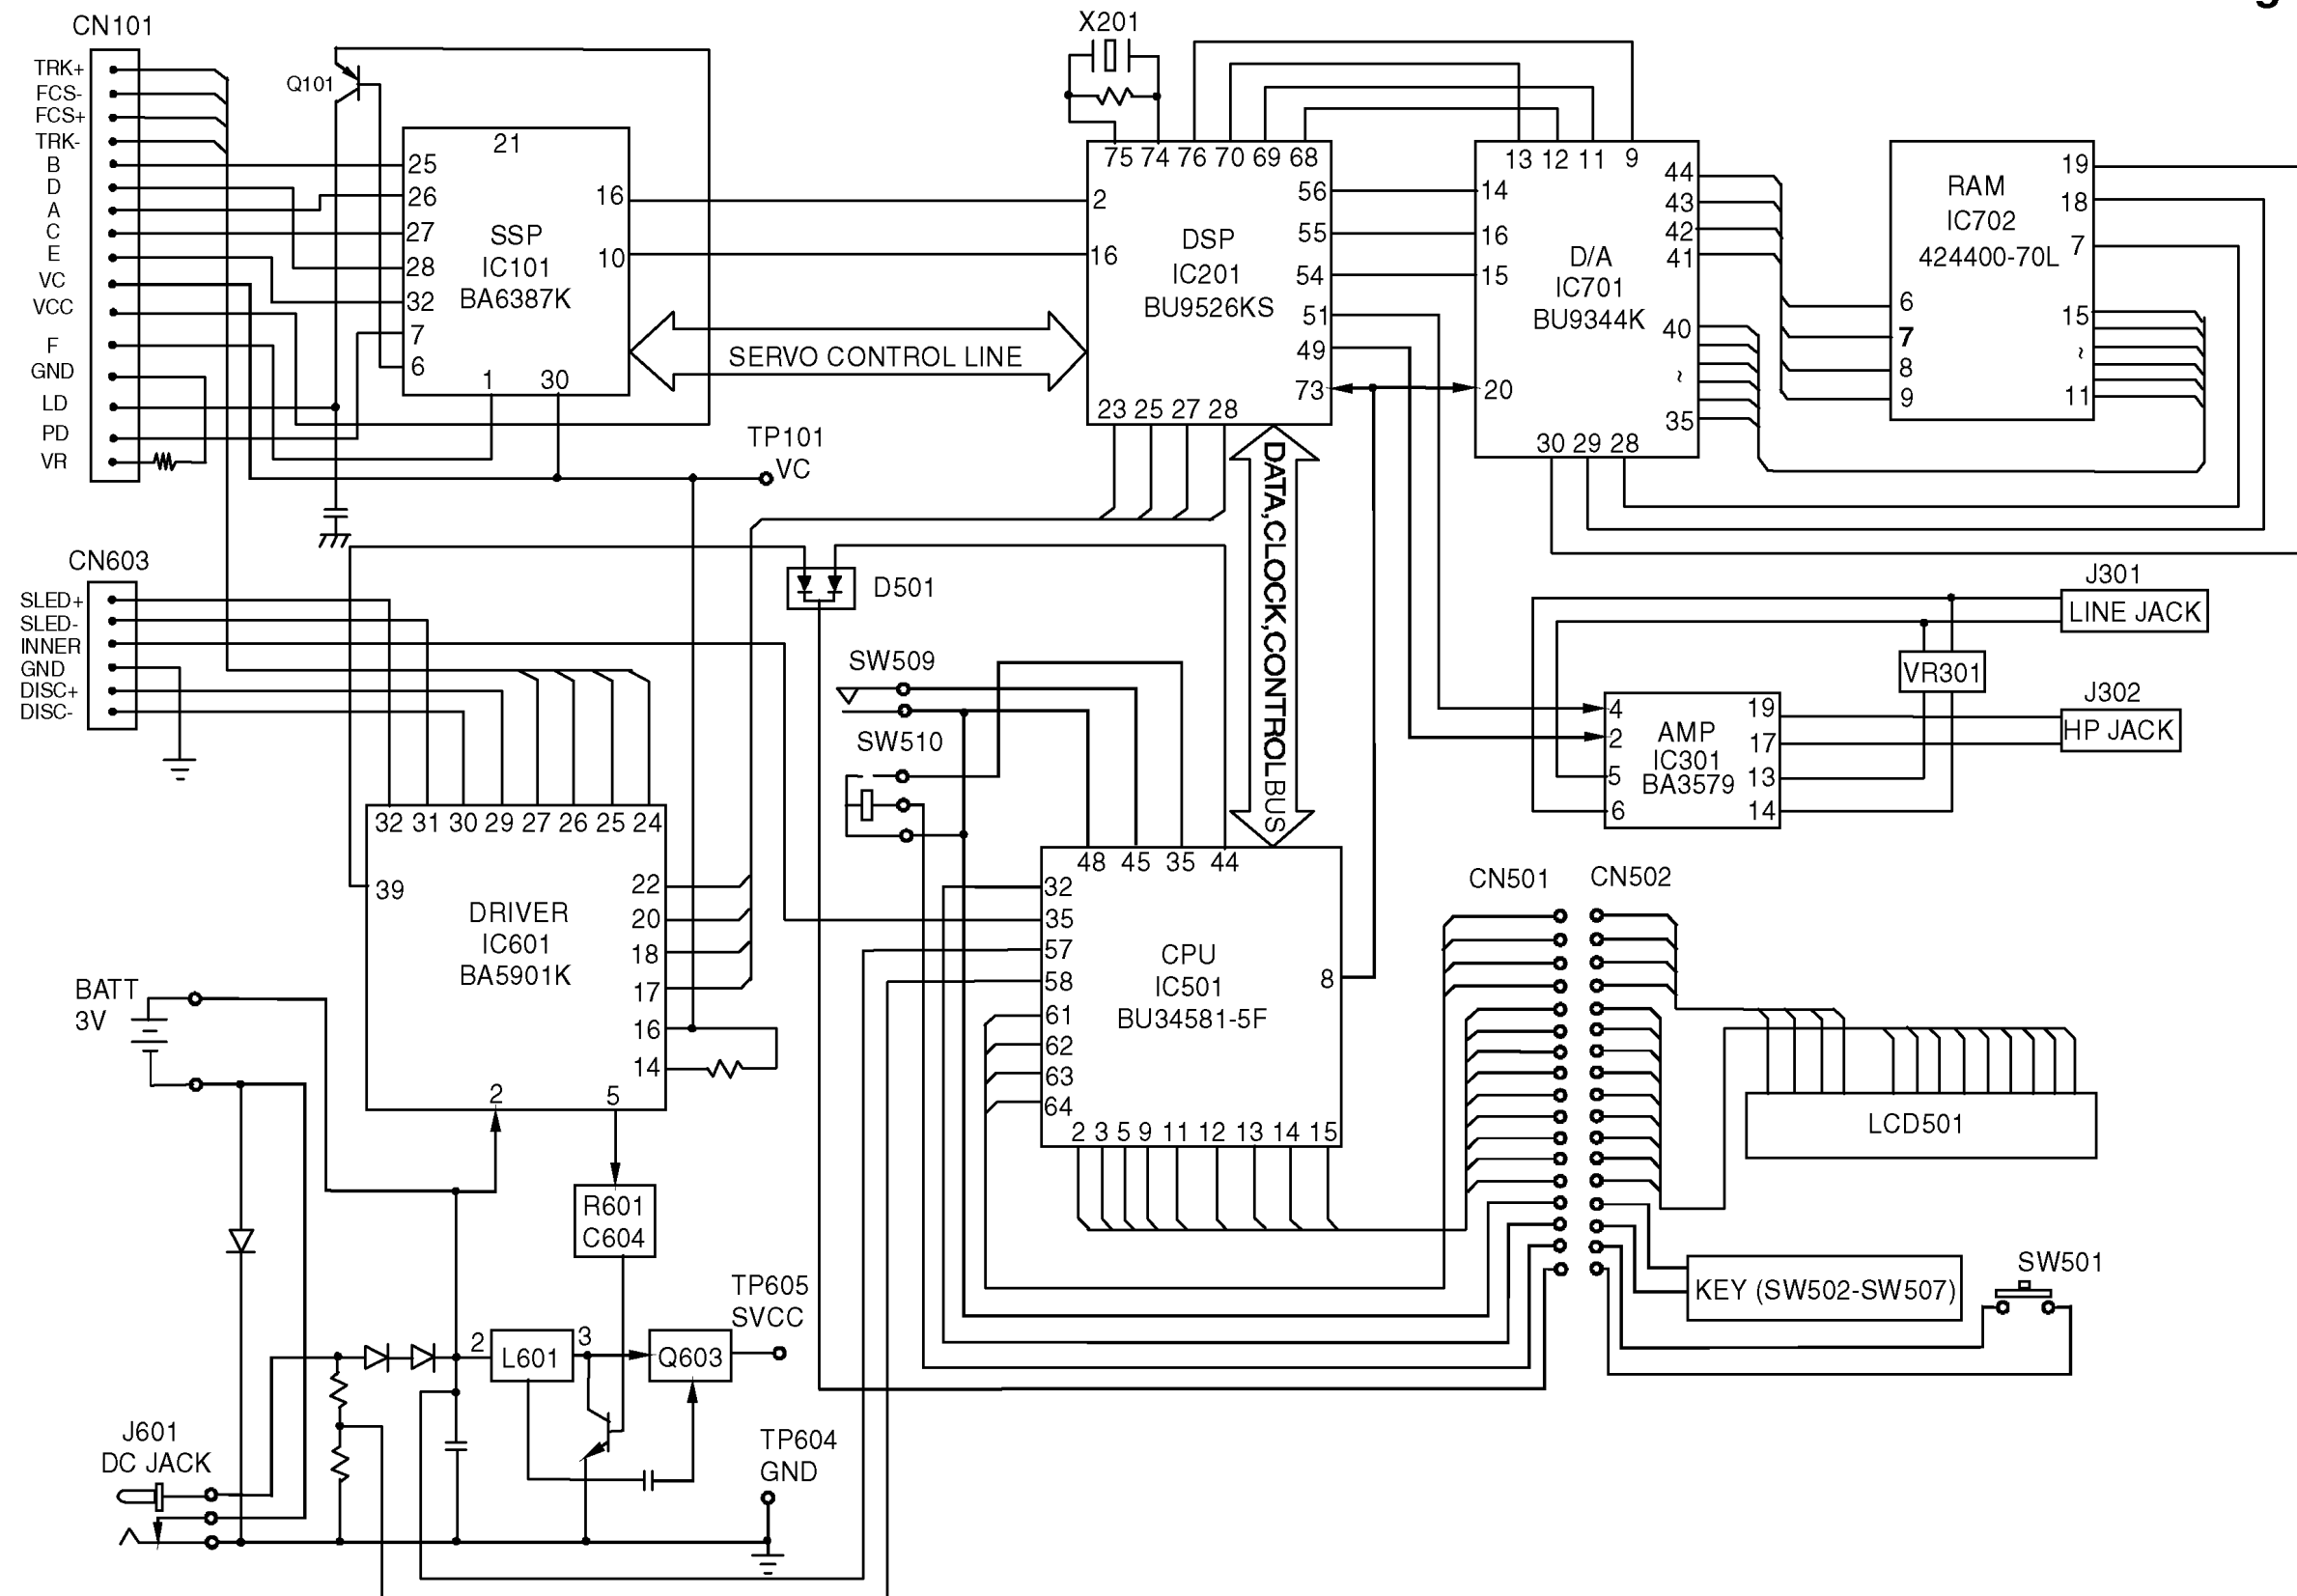 CN101
TRK+
FCS-
FCS+
TRK-
B
D
A
C
E
VC
VCC
F
GND
LD
PD
VR
Q101
21
25
26
27
28
32
7
6
1
30
16
10
SSP
IC101
BA6387K
SERVO CONTROL LINE
TP101
VC
X201
75 74 76 70 69 68
2
16
DSP
IC201
BU9526KS
56
55
54
51
49
73
23 25 27 28
DATA,CLOCK,CONTROL BUS
13 12 11 9
14
16
15
20
D/A
IC701
BU9344K
44
43
42
41
40
~
35
30 29 28
RAM
IC702
424400-70L
6
7
8
9
19
18
7
15
~
11
CN603
SLED+
SLED-
INNER
GND
DISC+
DISC-
D501
SW509
SW510
J301
LINE JACK
VR301
J302
HP JACK
AMP
IC301
BA3579
4
2
5
6
19
17
13
14
32 31 30 29 27 26 25 24
39
DRIVER
IC601
BA5901K
22
20
18
17
16
14
2
5
48 45 35 44
32
35
57
58
61
62
63
64
CPU
IC501
BU34581-5F
8
2 3 5 9 11 12 13 14 15
CN501
CN502
LCD501
KEY (SW502-SW507)
SW501
BATT
3V
R601
C604
TP605
SVCC
2
L601
3
Q603
TP604
GND
J601
DC JACK